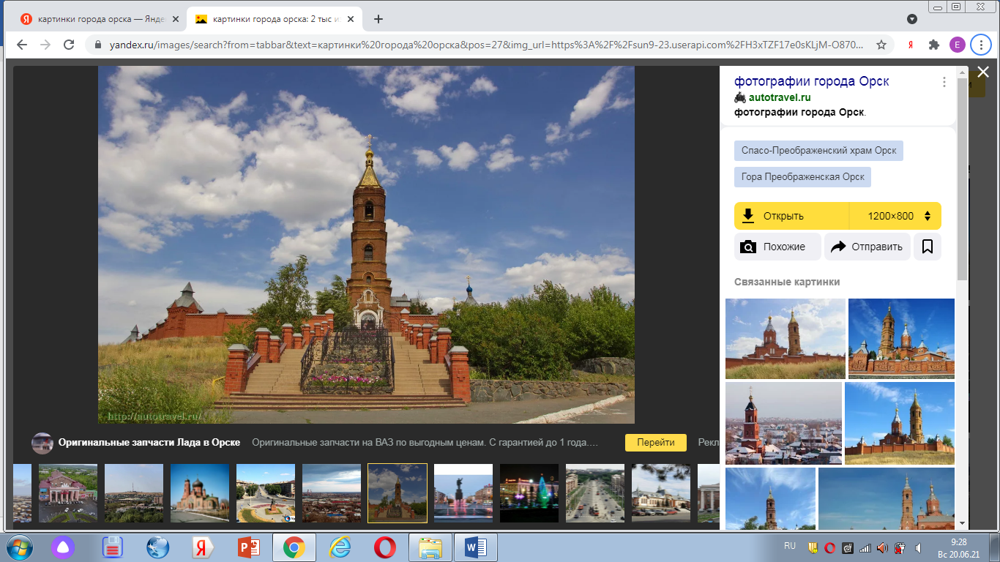 картинки города орска — Янде
картинки города орска: 2 тыс и
yandex.ru/images/search?from=tabbar&text=картинки%20города%20орска&pos=27&img_url=https%3A%2F%2Fsun9-23.userapi.com%2FH3xTZF17e0sKLjM-O870...
Я
E
фотографии города Орск
autotravel.ru
фотографии города Орск.
Спасо-Преображенский храм Орск
Гора Преображенская Орск
Открыть
1200×800
Похожие
Отправить
Связанные картинки
http://autotravel.ru/
Оригинальные запчасти Лада в Орске
Оригинальные запчасти на ВАЗ по выгодным ценам. С гарантией до 1 года....
Перейти
Рекл
RU
9:28
Вс 20.06.21